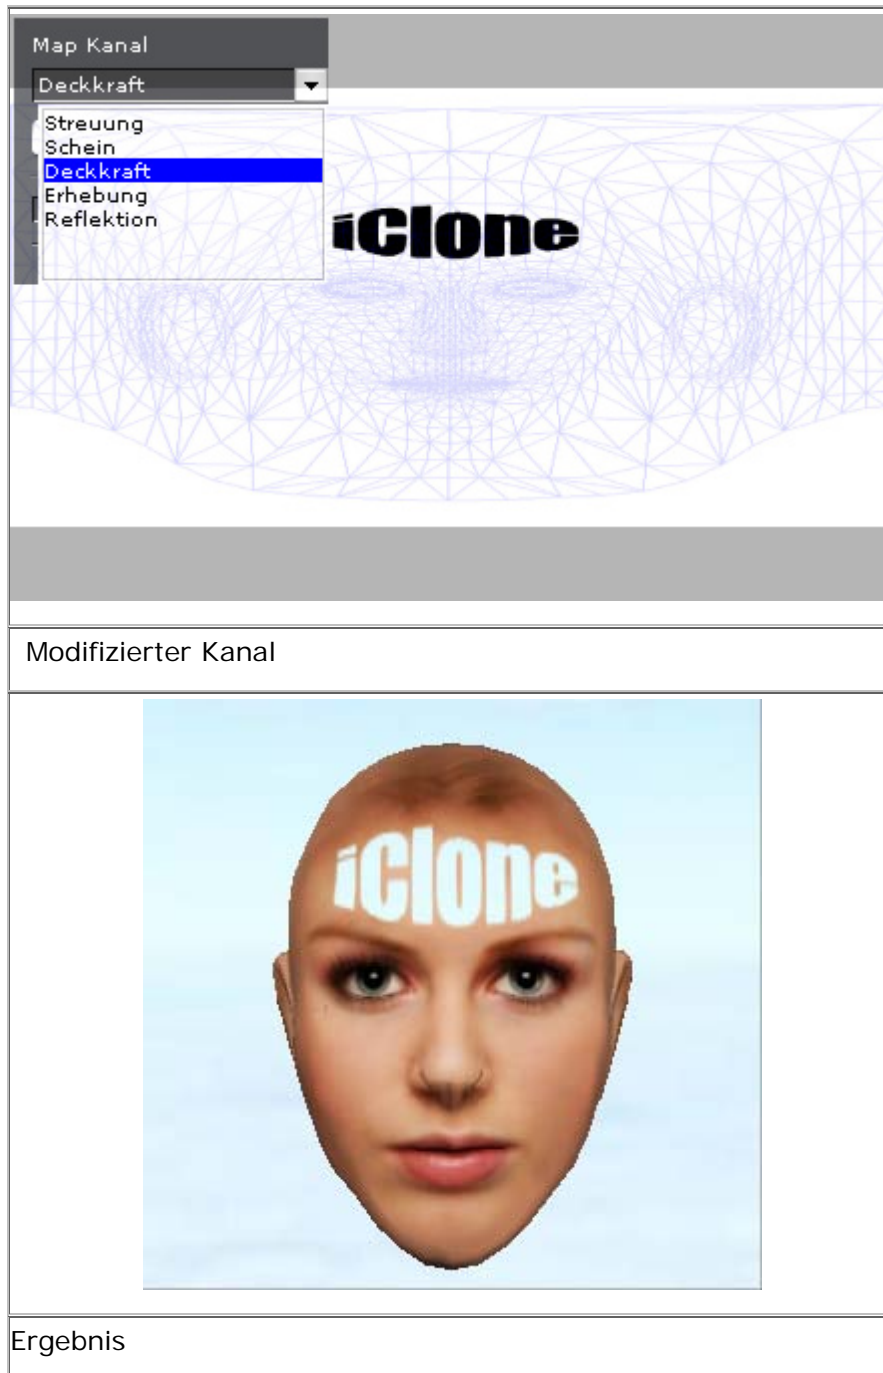 Map Kanal
Deckkraft
Streuung
Schein
Deckkraft
Erhebung
Reflektion
iClone
Modifizierter Kanal
iClone
Ergebnis